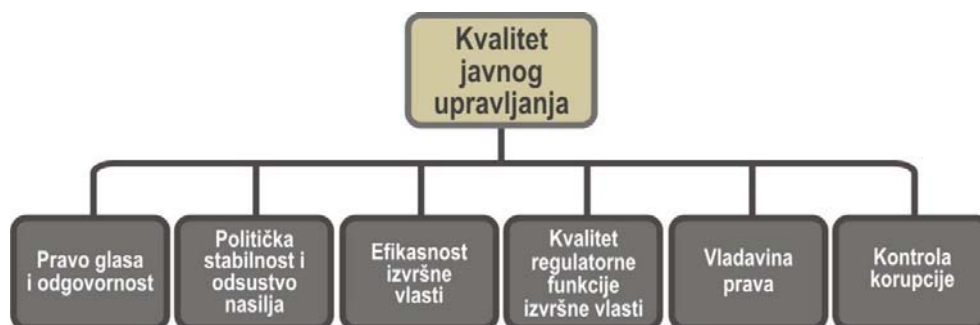 Kvalitet
javnog
upravljanja
Pravo glasa
i odgovornost
Politička
stabilnost i
odsustvo
nasilja
Efikasnost
izvršne
vlasti
Kvalitet
regulatorne
funkcije
izvršne vlasti
Vladavina
prava
Kontrola
korupcije